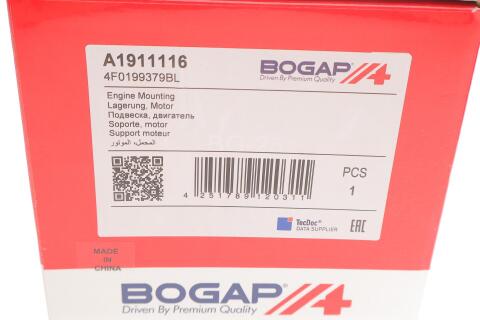 A1911116
4F0199379BL
BOGAP
Driven By Premium Quality
Engine Mounting
Lagerung, Motor
Подвеска, двигатель
Soporte, motor
Support moteur
المحمل، الموتور
4 251789 120311
PCS
1
TecDoc®
DATA SUPPLIER
EAC
MADE
IN
CHINA
BOGAP
Driven By Premium Quality